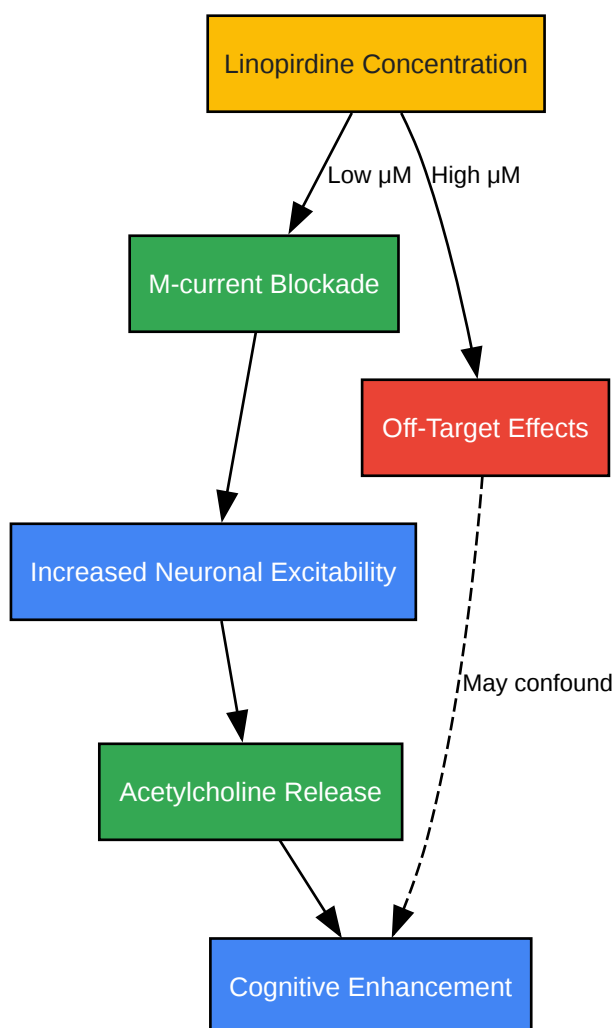 Linopirdine Concentration
Low μM
High μM
M-current Blockade
Off-Target Effects
Increased Neuronal Excitability
May confound
Acetylcholine Release
Cognitive Enhancement